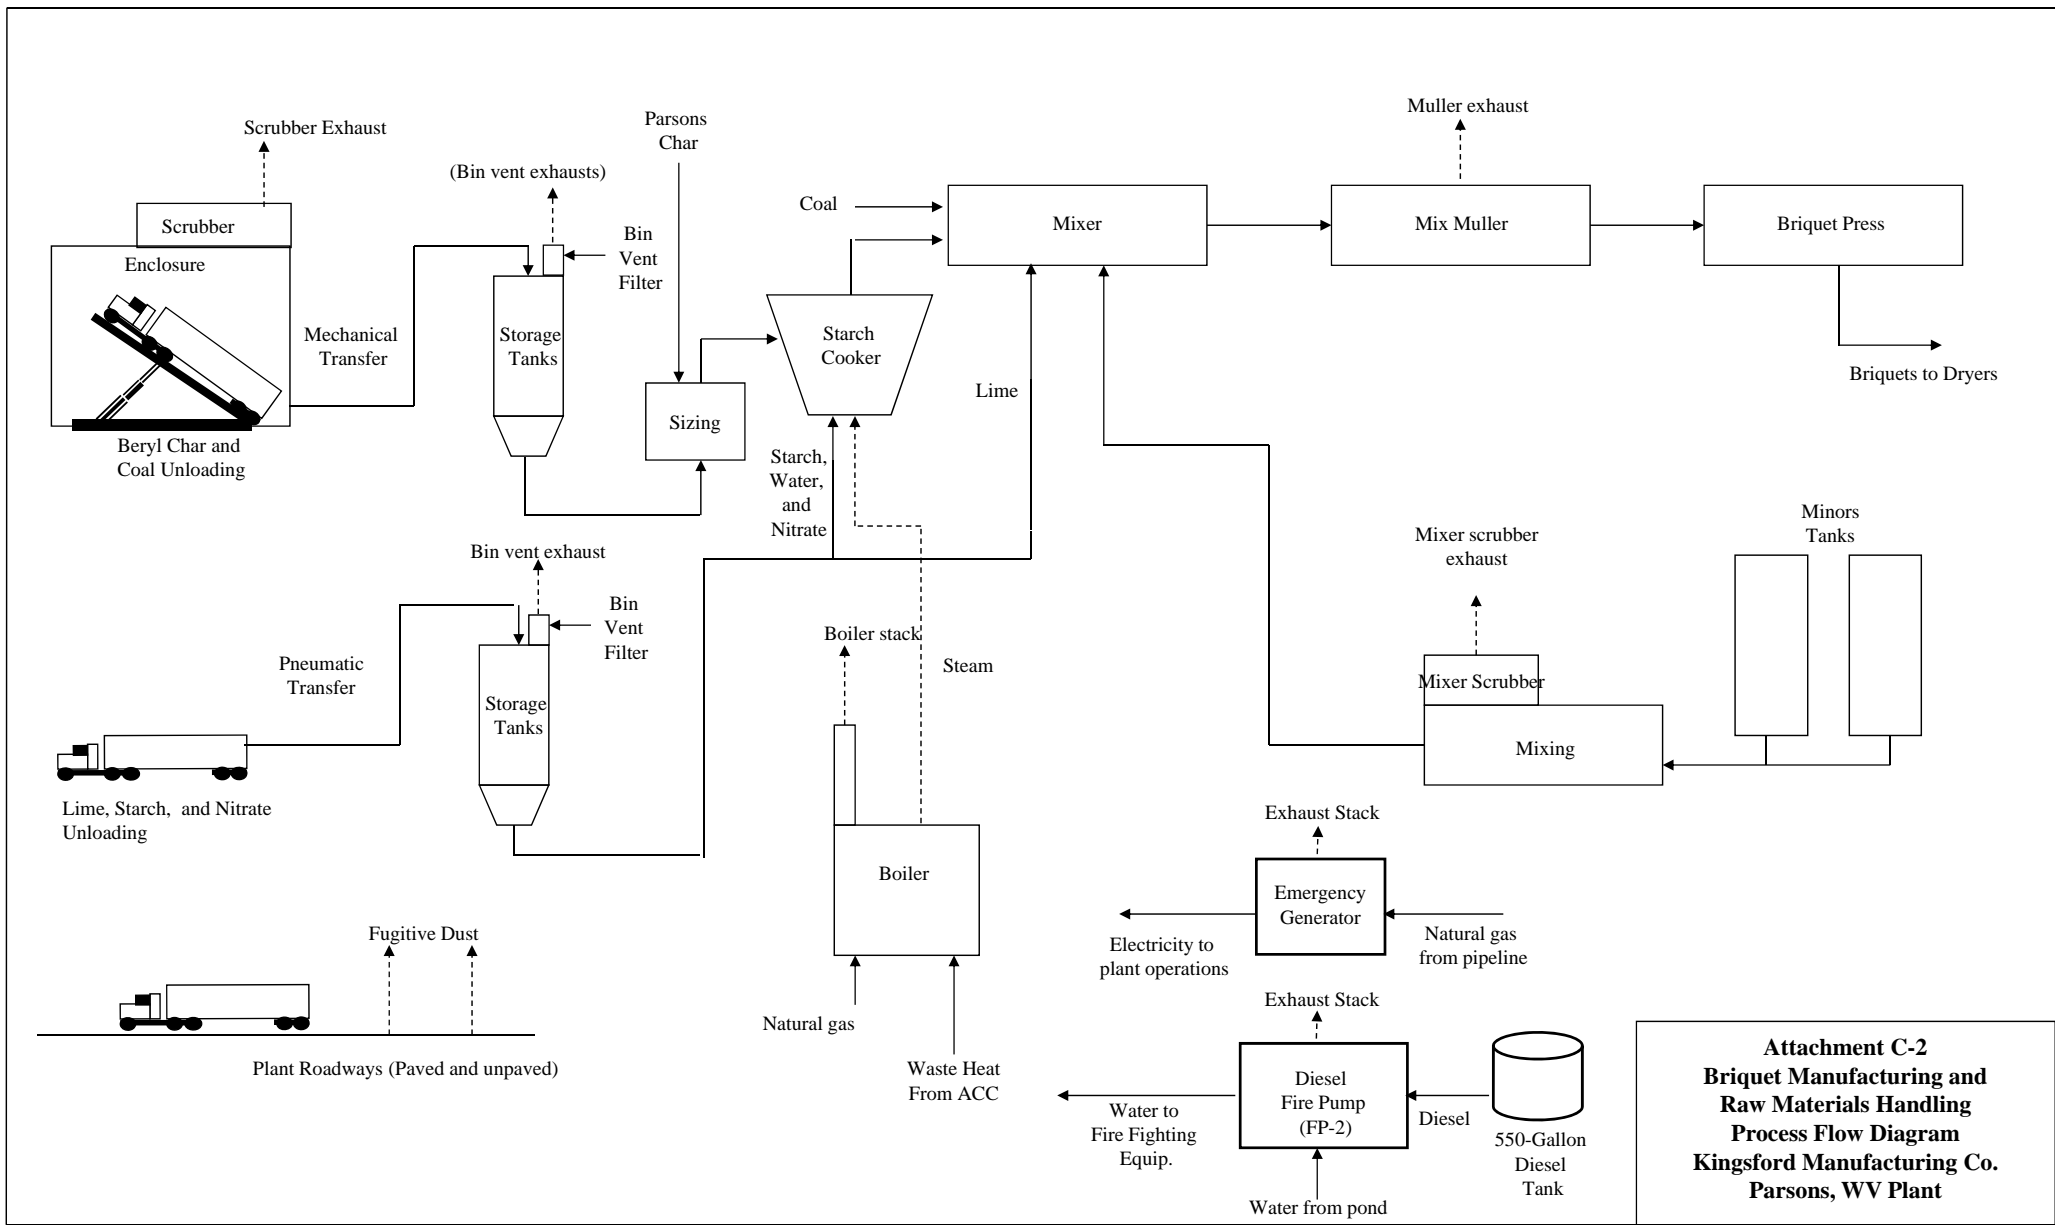 Scrubber Exhaust
Scrubber
Enclosure
Mechanical
Transfer
Beryl Char and
Coal Unloading
(Bin vent exhausts)
Bin
Vent
Filter
Storage
Tanks
Parsons
Char
Sizing
Coal
Starch
Cooker
Starch,
Water,
and
Nitrate
Lime
Mixer
Muller exhaust
Mix Muller
Briquet Press
Briquets to Dryers
Bin vent exhaust
Bin
Vent
Filter
Pneumatic
Transfer
Storage
Tanks
Lime, Starch,  and Nitrate
Unloading
Boiler stack
Steam
Boiler
Natural gas
Waste Heat
From ACC
Mixer scrubber
exhaust
Mixer Scrubber
Mixing
Minors
Tanks
Fugitive Dust
Plant Roadways (Paved and unpaved)
Exhaust Stack
Emergency
Generator
Electricity to
plant operations
Natural gas
from pipeline
Exhaust Stack
Diesel
Fire Pump
(FP-2)
Water to
Fire Fighting
Equip.
Diesel
550-Gallon
Diesel
Tank
Water from pond
Attachment C-2
Briquet Manufacturing and
Raw Materials Handling
Process Flow Diagram
Kingsford Manufacturing Co.
Parsons, WV Plant